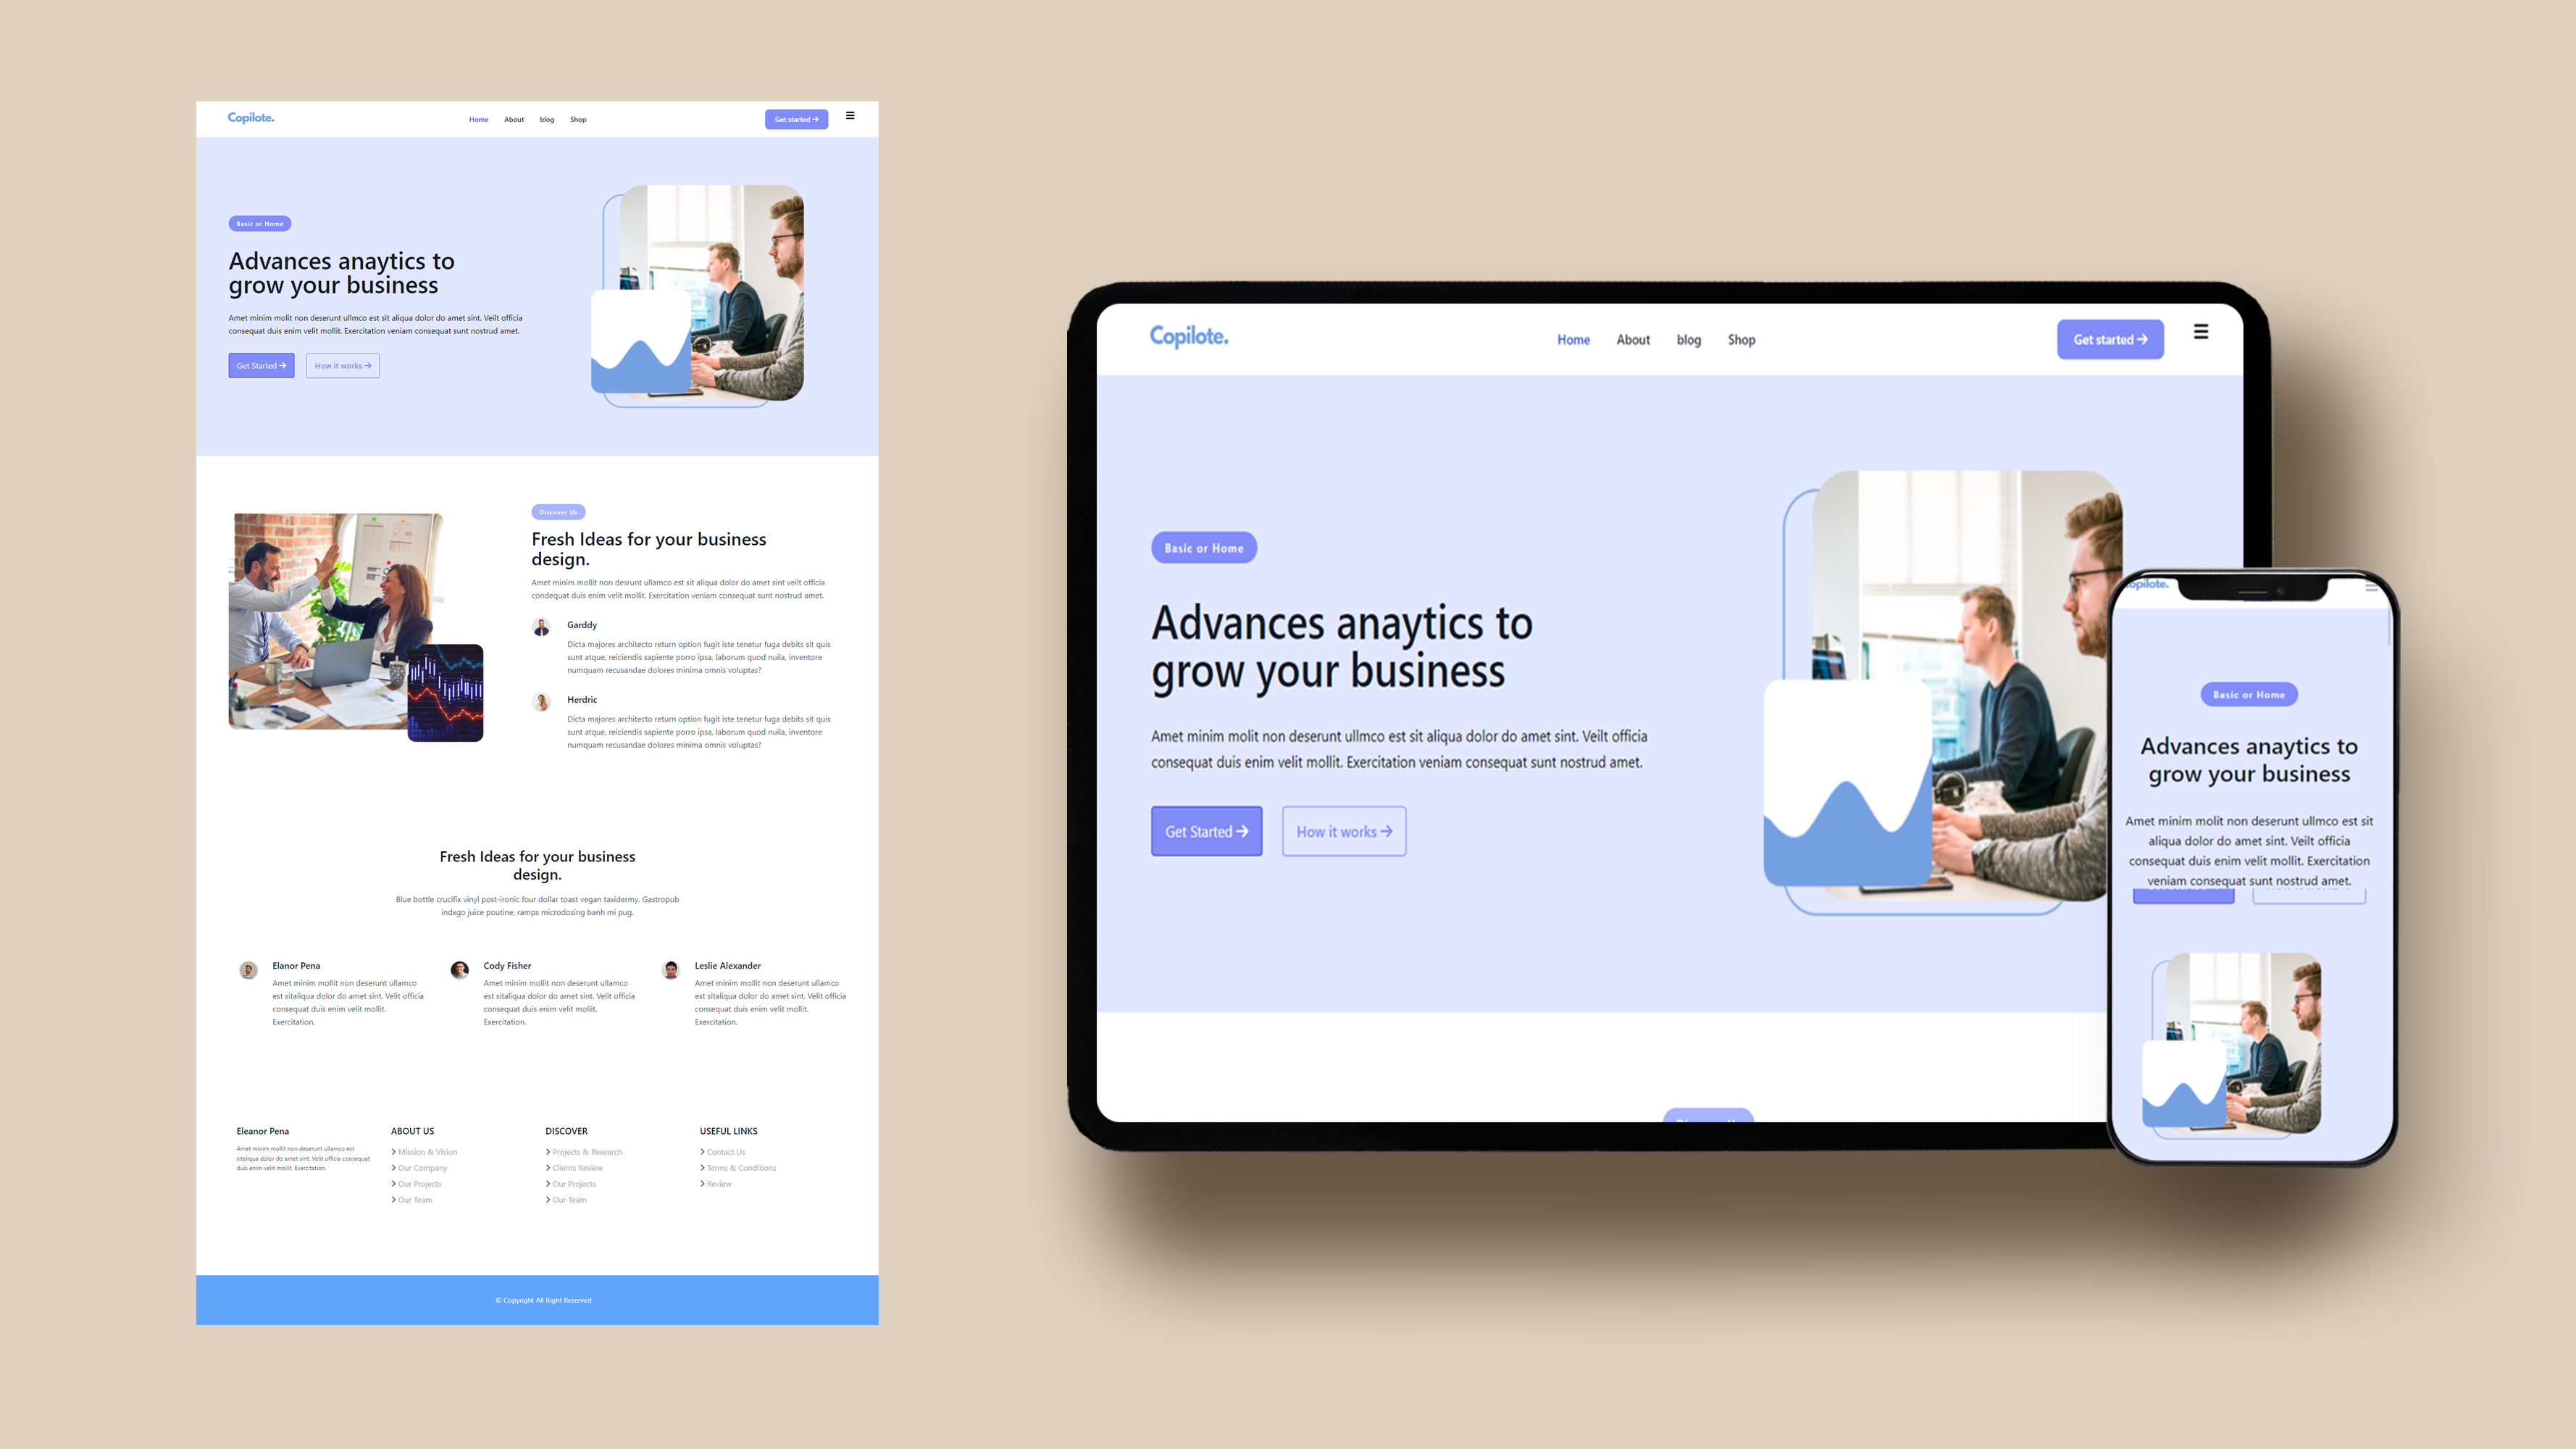 Copilote.
Home
About
blog
Shop
Get started
Basic or Home
Advances anaytics to
grow your business
Amet minim molit non deserunt ullmco est sit aliqua dolor do amet sint. Veilt officia
consequat duis enim velit mollit. Exercitation veniam consequat sunt nostrud amet.
Get Started
How it works
Discover Us
Fresh Ideas for your business
design.
Amet minim mollit non desrunt ullamco est sit aliqua dolor do amet sint veilt officia
condequat duis enim velit mollit. Exercitation veniam consequat sunt nostrud amet.
Garddy
Dicta majores architecto return option fugit iste tenetur fuga debits sit quis
sunt atque, reiciendis sapiente porro ipsa, laborum quod nuila, inventore
numquam recusandae dolores minima omnis voluptas?
Herdric
Dicta majores architecto return option fugit iste tenetur fuga debits sit quis
sunt atque, reiciendis sapiente porro ipsa, laborum quod nuila, inventore
numquam recusandae dolores minima omnis voluptas?
Fresh Ideas for your business
design.
Blue bottle crucifix vinyl post-ironic four dollar toast vegan taxidermy. Gastropub
indxgo juice poutine, ramps microdosing banh mi pug.
Elanor Pena
Amet minim mollit non deserunt ullamco
est sitaliqua dolor do amet sint. Velit officia
consequat duis enim velit mollit.
Exercitation.
Cody Fisher
Amet minim mollit non deserunt ullamco
est sitaliqua dolor do amet sint. Velit officia
consequat duis enim velit mollit.
Exercitation.
Leslie Alexander
Amet minim mollit non deserunt ullamco
est sitaliqua dolor do amet sint. Velit officia
consequat duis enim velit mollit.
Exercitation.
Eleanor Pena
Amet minim mollit non deserunt ullamco est
sitaliqua dolor do amet sint. Velit officia consequat
duis enim velit mollit. Exercitation.
ABOUT US
Mission & Vision
Our Company
Our Projects
Our Team
DISCOVER
Projects & Research
Clients Review
Our Projects
Our Team
USEFUL LINKS
Contact Us
Terms & Conditions
Review
© Copyright All Right Reserved
Copilote.
Home
About
blog
Shop
Get started
Basic or Home
Advances anaytics to
grow your business
Amet minim molit non deserunt ullmco est sit aliqua dolor do amet sint. Veilt officia
consequat duis enim velit mollit. Exercitation veniam consequat sunt nostrud amet.
Get Started
How it works
opilote.
Basic or Home
Advances anaytics to
grow your business
Amet minim molit non deserunt ullmco est sit
aliqua dolor do amet sint. Veilt officia
consequat duis enim velit mollit. Exercitation
veniam consequat sunt nostrud amet.